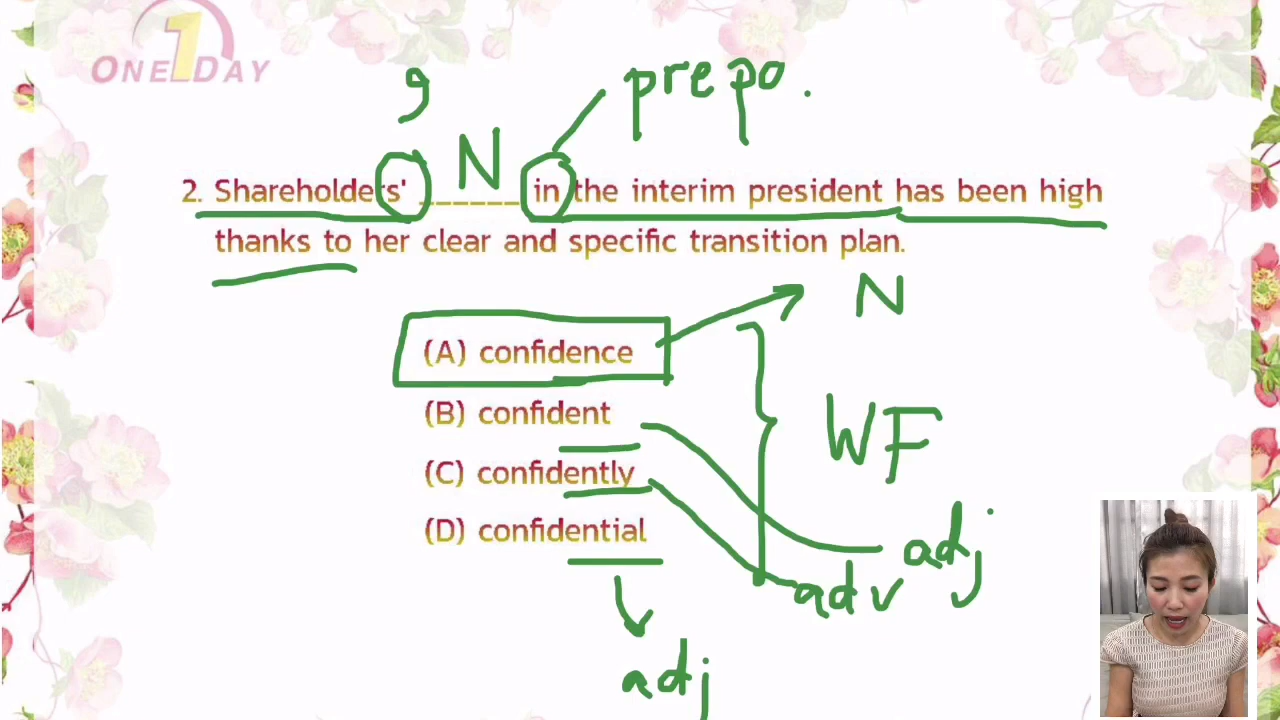 ONE 1 DAY
prepo.
N
2. Shareholders' ______ in the interim president has been high
thanks to her clear and specific transition plan.
N
(A) confidence
(B) confident
WF
(C) confidently
(D) confidential
adj
adv
adj